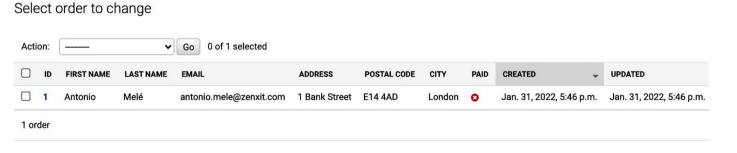 Select order to change
Action: --------- Go 0 of 1 selected
ID FIRST NAME LAST NAME EMAIL ADDRESS POSTAL CODE CITY PAID CREATED UPDATED
1 Antonio Melé antonio.mele@zenxit.com 1 Bank Street E14 4AD London Jan. 31, 2022, 5:46 p.m. Jan. 31, 2022, 5:46 p.m.
1 order